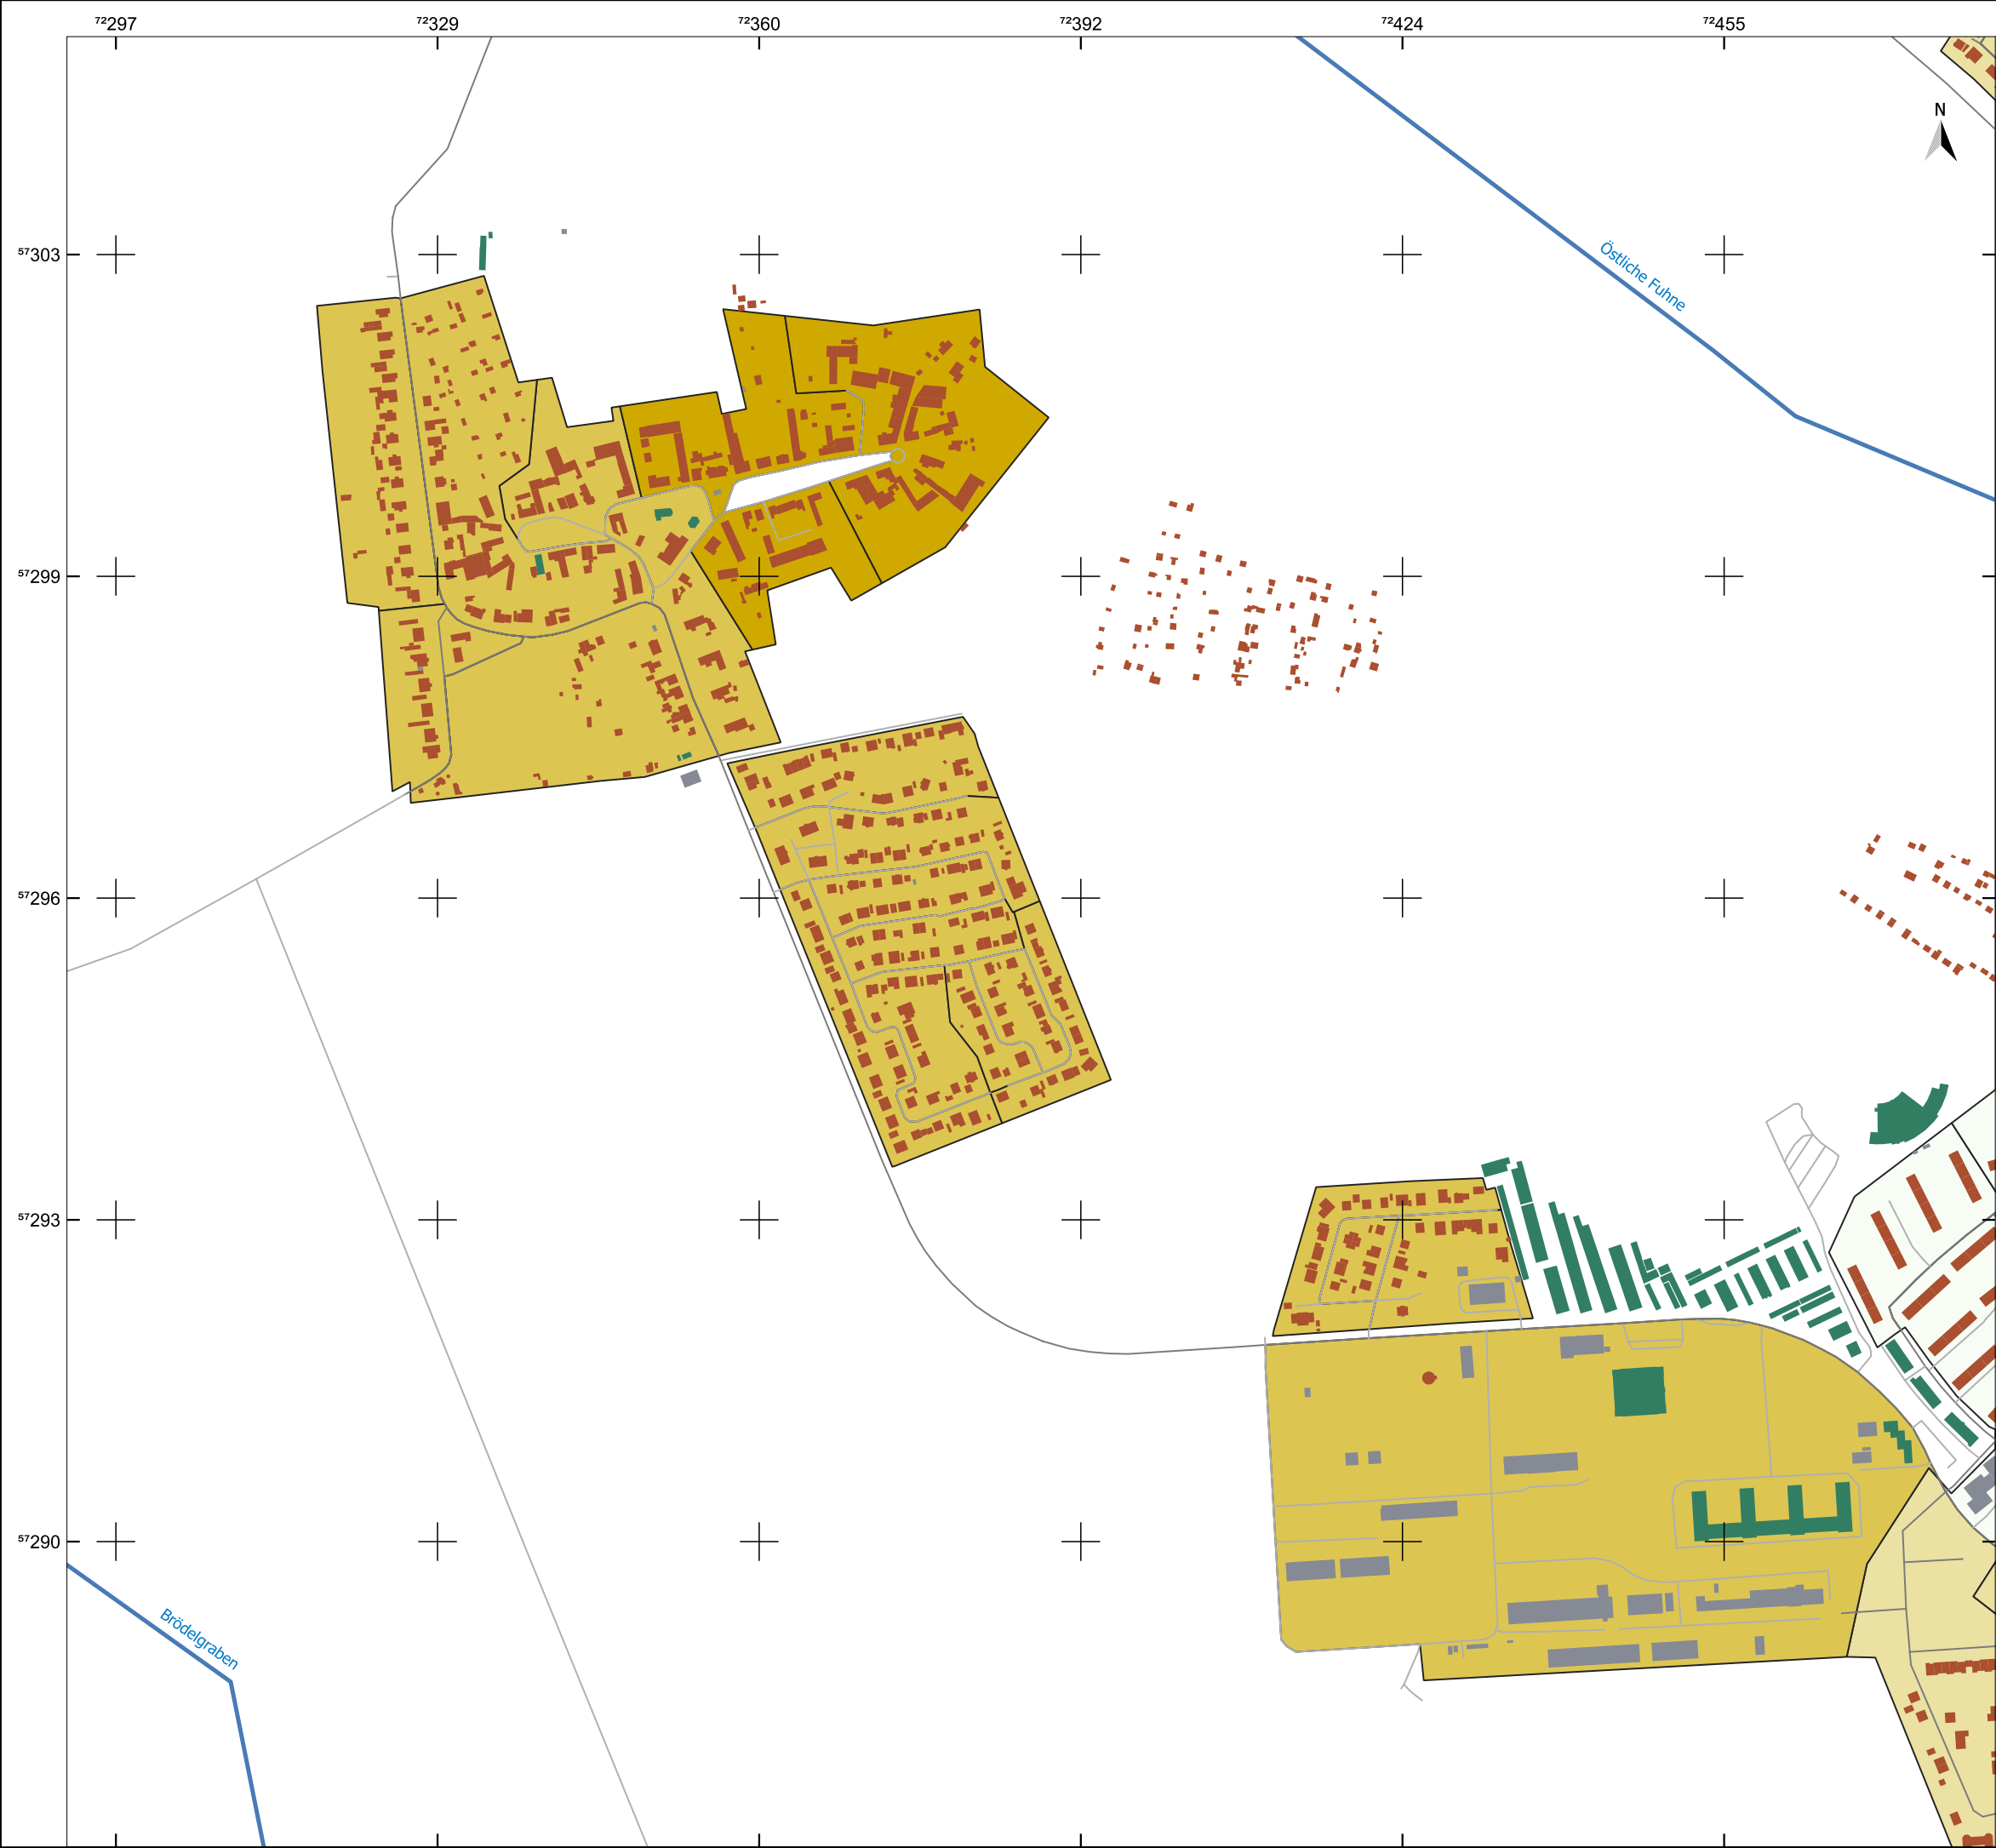 ⁷²297 ⁷²329 ⁷²360 ⁷²392 ⁷²424 ⁷²455
N
⁵⁷303
Östliche Fuhne
⁵⁷299
⁵⁷296
⁵⁷293
⁵⁷290
Brödelgraben